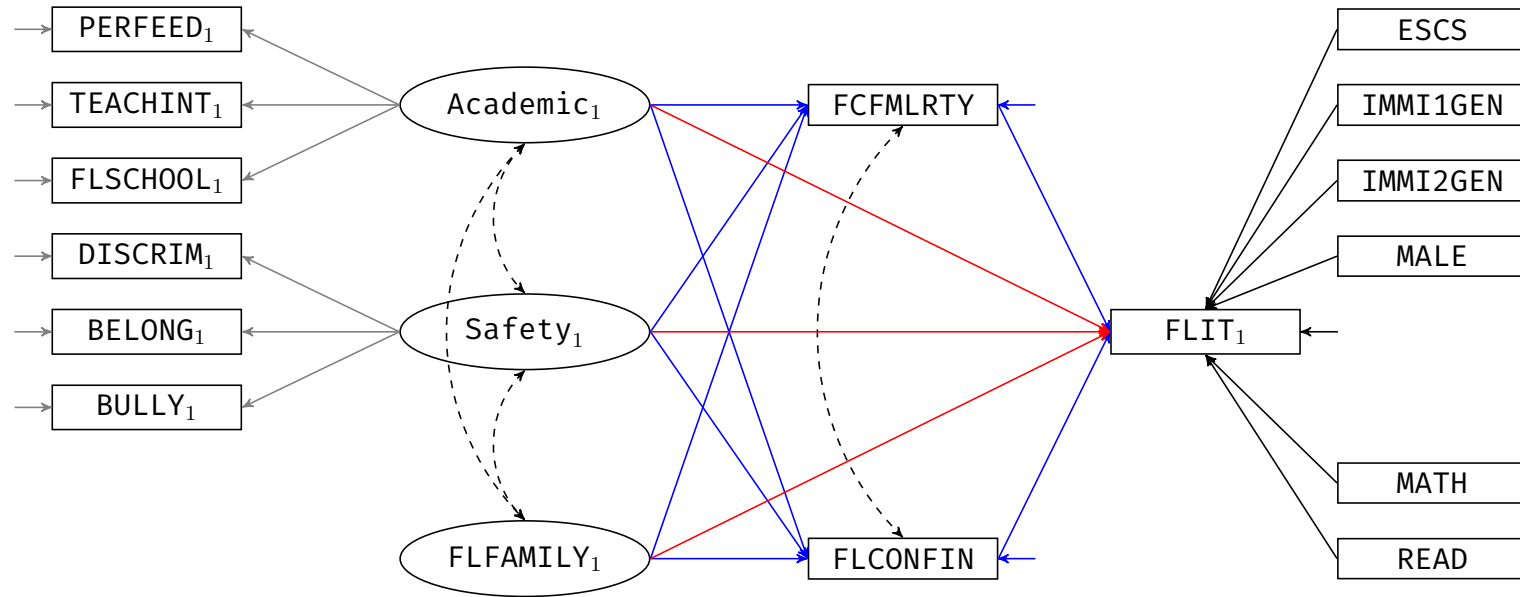 PERFEED₁
TEACHINT₁
FLSCHOOL₁
DISCRIM₁
BELONG₁
BULLY₁
Academic₁
Safety₁
FLFAMILY₁
FCFMLRTY
FLCONFIN
FLIT₁
ESCS
IMMI1GEN
IMMI2GEN
MALE
MATH
READ